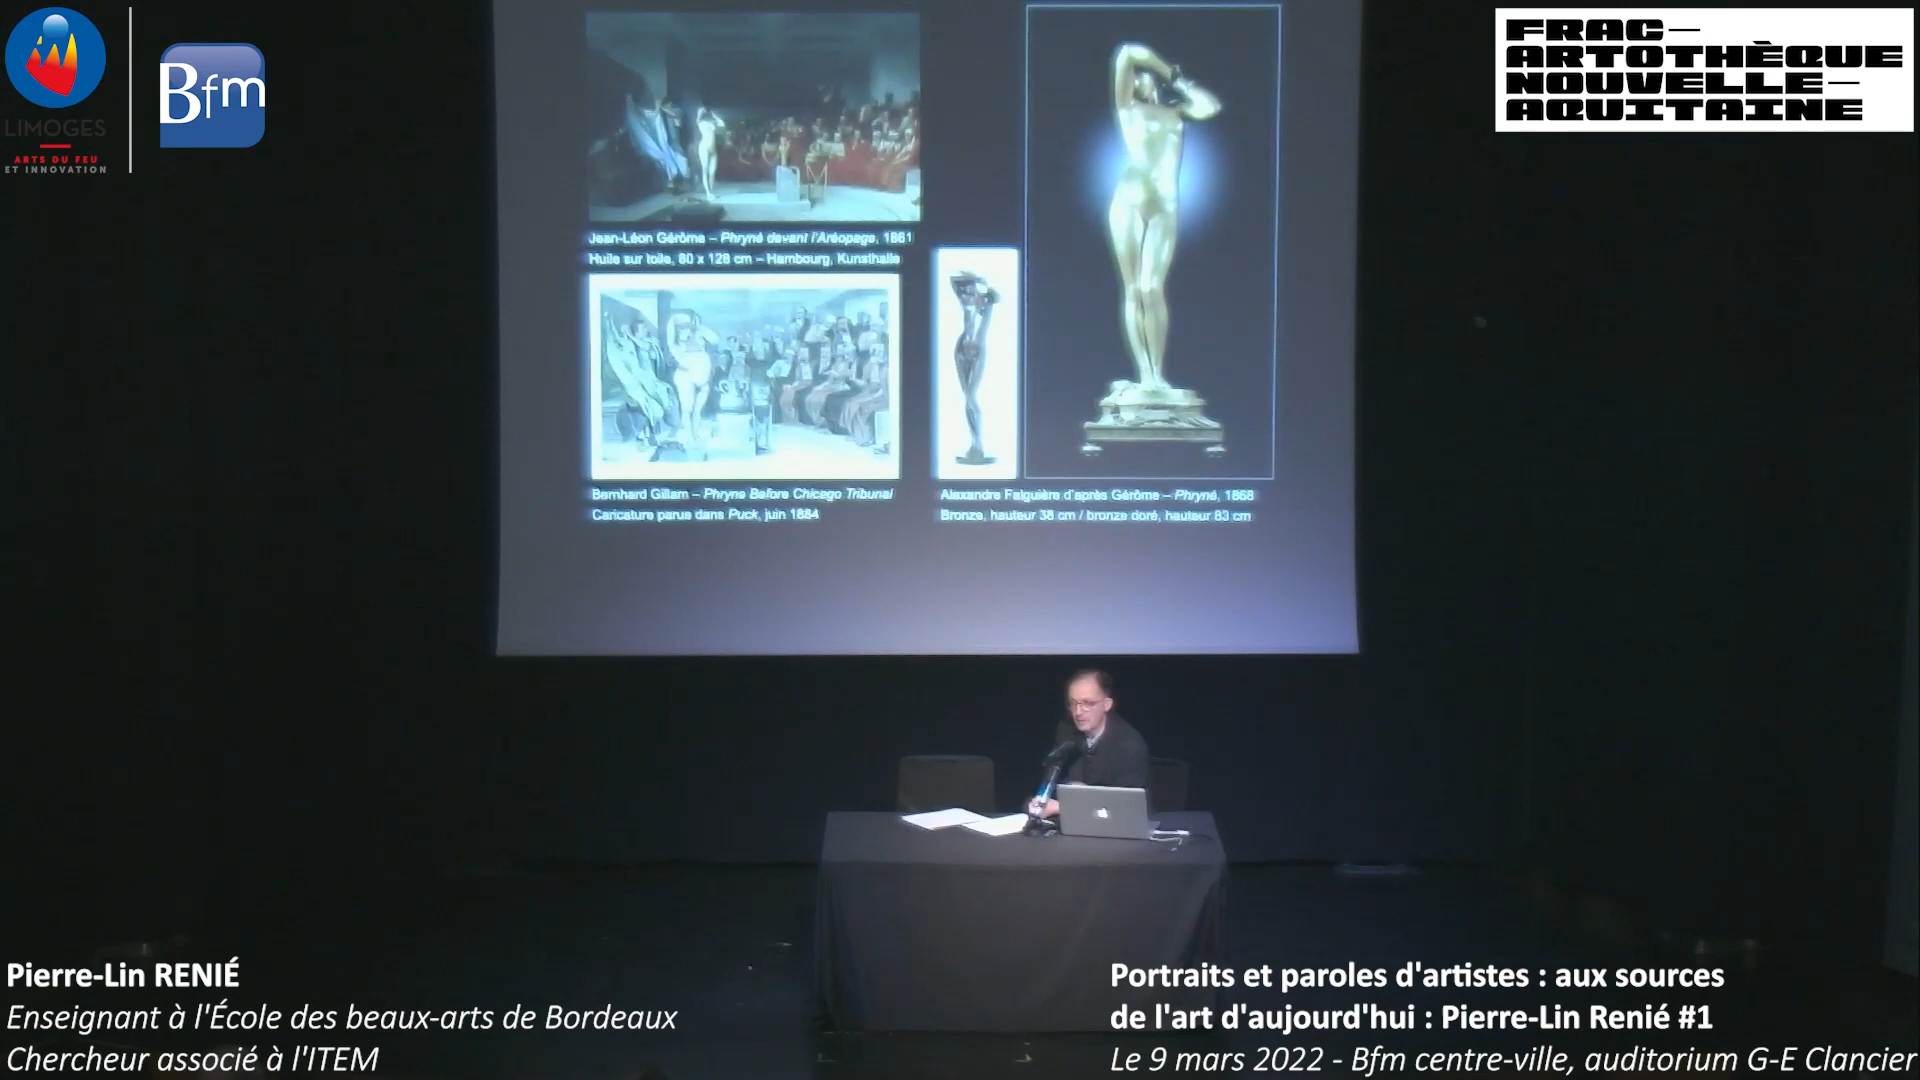 LIMOGES
ARTS DU FEU
ET INNOVATION
Bfm
FRAC–
ARTOTHÈQUE
NOUVELLE–
AQUITAINE
Jean-Léon Gérôme – Phryné devant l'Aréopage, 1861
Huile sur toile, 80 x 128 cm – Hambourg, Kunsthalle
Bernhard Gillam – Phryne Before Chicago Tribunal
Caricature parue dans Puck, juin 1884
Alexandre Falguière d'après Gérôme – Phryné, 1868
Bronze, hauteur 38 cm / bronze doré, hauteur 83 cm
Pierre-Lin RENIÉ
Enseignant à l'École des beaux-arts de Bordeaux
Chercheur associé à l'ITEM
Portraits et paroles d'artistes : aux sources
de l'art d'aujourd'hui : Pierre-Lin Renié #1
Le 9 mars 2022 - Bfm centre-ville, auditorium G-E Clancier